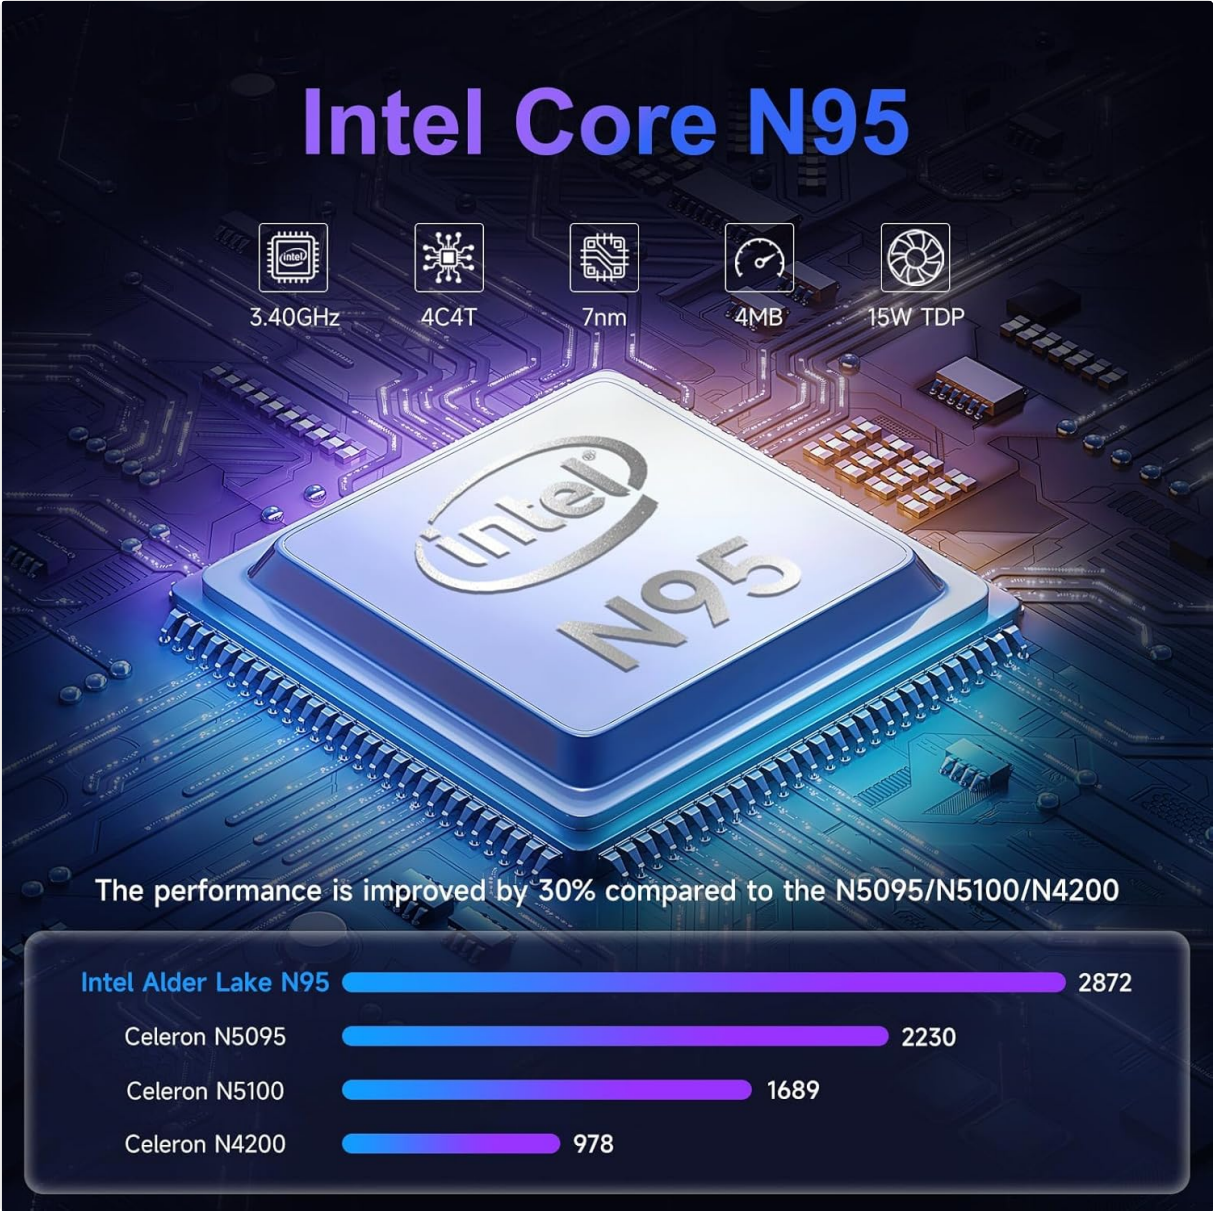 Intel Core N95
intel
3.40GHz 4C4T 7nm 4MB 15W TDP
intel®
N95
The performance is improved by 30% compared to the N5095/N5100/N4200
Intel Alder Lake N95 2872
Celeron N5095 2230
Celeron N5100 1689
Celeron N4200 978